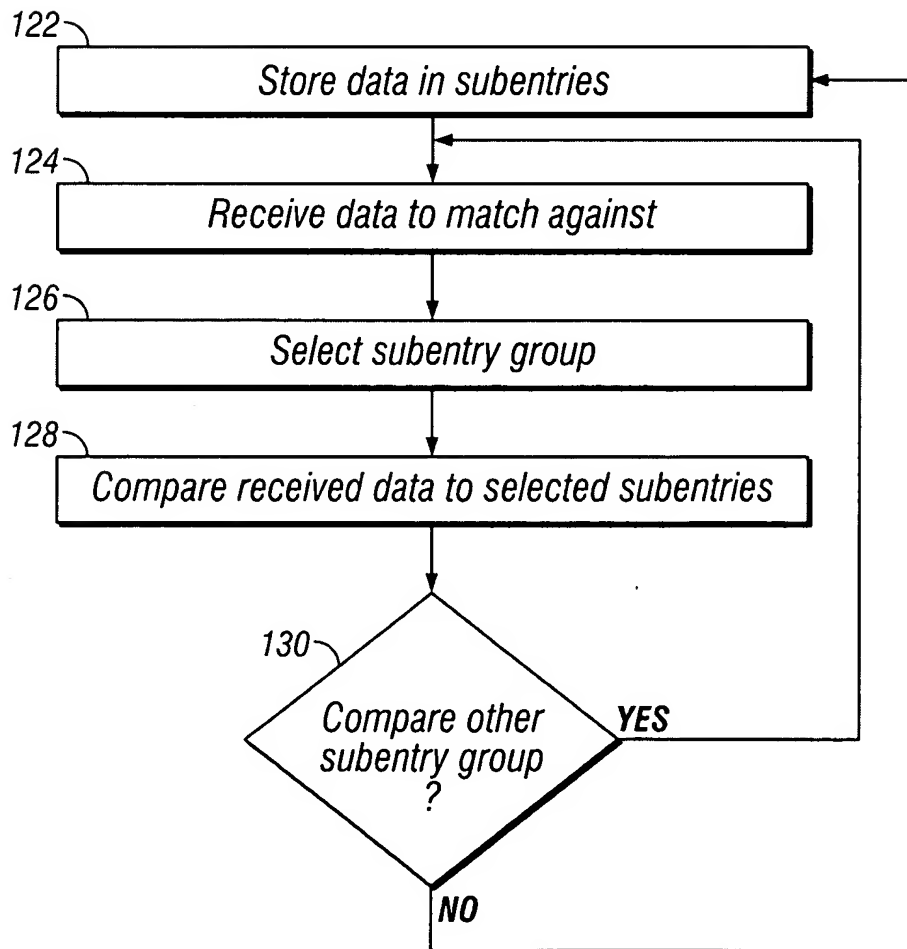 122
Store data in subentries
124
Receive data to match against
126
Select subentry group
128
Compare received data to selected subentries
130
Compare other
subentry group
?
YES
NO